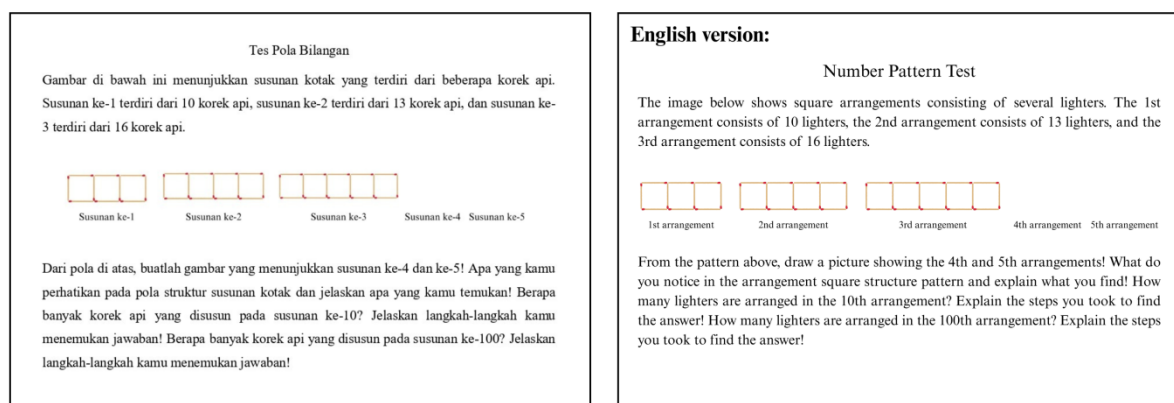 Tes Pola Bilangan
Gambar di bawah ini menunjukkan susunan kotak yang terdiri dari beberapa korek api.
Susunan ke-1 terdiri dari 10 korek api, susunan ke-2 terdiri dari 13 korek api, dan susunan ke-
3 terdiri dari 16 korek api.
Susunan ke-1 Susunan ke-2 Susunan ke-3 Susunan ke-4 Susunan ke-5
Dari pola di atas, buatlah gambar yang menunjukkan susunan ke-4 dan ke-5! Apa yang kamu
perhatikan pada pola struktur susunan kotak dan jelaskan apa yang kamu temukan! Berapa
banyak korek api yang disusun pada susunan ke-10? Jelaskan langkah-langkah kamu
menemukan jawaban! Berapa banyak korek api yang disusun pada susunan ke-100? Jelaskan
langkah-langkah kamu menemukan jawaban!
English version:
Number Pattern Test
The image below shows square arrangements consisting of several lighters. The 1st
arrangement consists of 10 lighters, the 2nd arrangement consists of 13 lighters, and the
3rd arrangement consists of 16 lighters.
1st arrangement 2nd arrangement 3rd arrangement 4th arrangement 5th arrangement
From the pattern above, draw a picture showing the 4th and 5th arrangements! What do
you notice in the arrangement square structure pattern and explain what you find! How
many lighters are arranged in the 10th arrangement? Explain the steps you took to find
the answer! How many lighters are arranged in the 100th arrangement? Explain the steps
you took to find the answer!